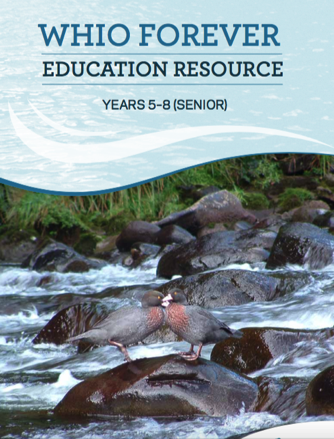 WHIO FOREVER
EDUCATION RESOURCE
YEARS 5-8 (SENIOR)